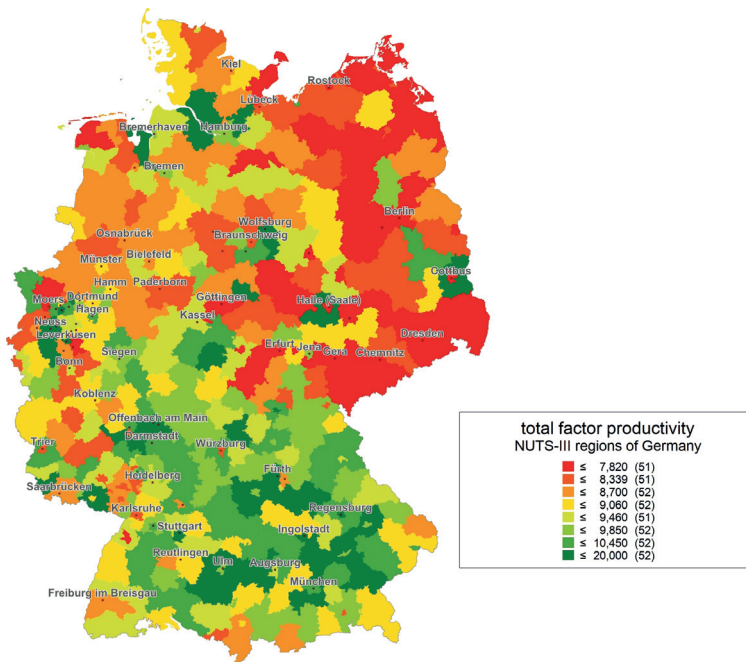 Kiel
Rostock
Lübeck
Bremerhaven
Hamburg
Bremen
Berlin
Wolfsburg
Osnabrück
Braunschweig
Münster
Bielefeld
Cottbus
Hamm
Paderborn
Göttingen
Halle (Saale)
Moers
Dortmund
Hagen
Kassel
Neuss
Leverkusen
Dresden
Erfurt
Jena
Gera
Chemnitz
Siegen
Bonn
Koblenz
Offenbach am Main
Darmstadt
Trier
Würzburg
Fürth
Heidelberg
Saarbrücken
Karlsruhe
Regensburg
Stuttgart
Ingolstadt
Reutlingen
Ulm
Augsburg
München
Freiburg im Breisgau
total factor productivity
NUTS-III regions of Germany
≤ 7,820 (51)
≤ 8,339 (51)
≤ 8,700 (52)
≤ 9,060 (52)
≤ 9,460 (51)
≤ 9,850 (52)
≤ 10,450 (52)
≤ 20,000 (52)